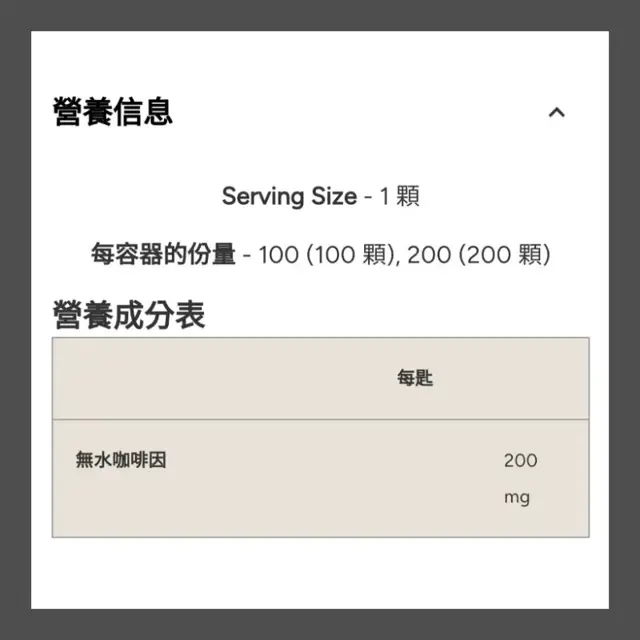 營養信息
Serving Size - 1 顆
每容器的份量 - 100 (100 顆), 200 (200 顆)
營養成分表
每匙
無水咖啡因 200
mg